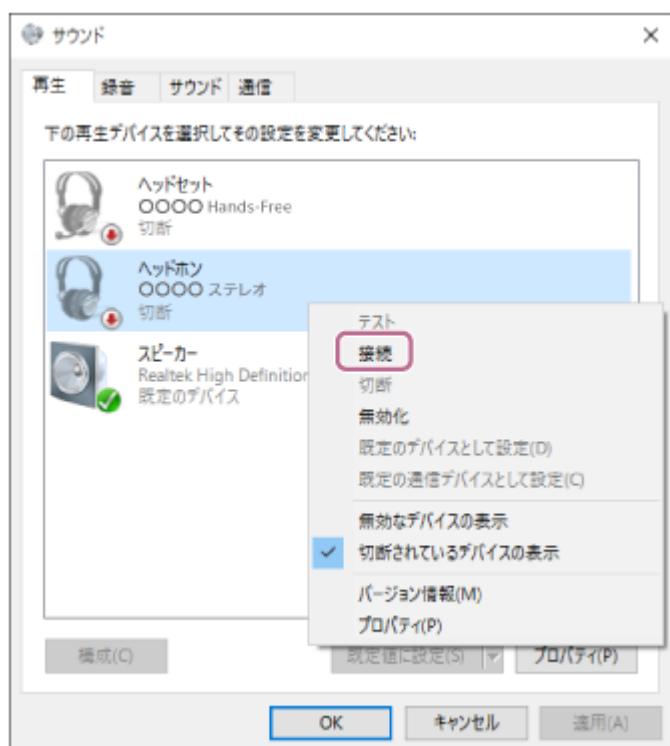 サウンド
再生
録音
サウンド
通信
下の再生デバイスを選択してその設定を変更してください:
ヘッドセット
〇〇〇〇 Hands-Free
切断
ヘッドホン
〇〇〇〇 ステレオ
切断
スピーカー
Realtek High Definition
既定のデバイス
テスト
接続
切断
無効化
既定のデバイスとして設定(D)
既定の通信デバイスとして設定(C)
無効なデバイスの表示
切断されているデバイスの表示
バージョン情報(M)
プロパティ(P)
構成(C)
既定値に設定(S)
プロパティ(P)
OK
キャンセル
適用(A)